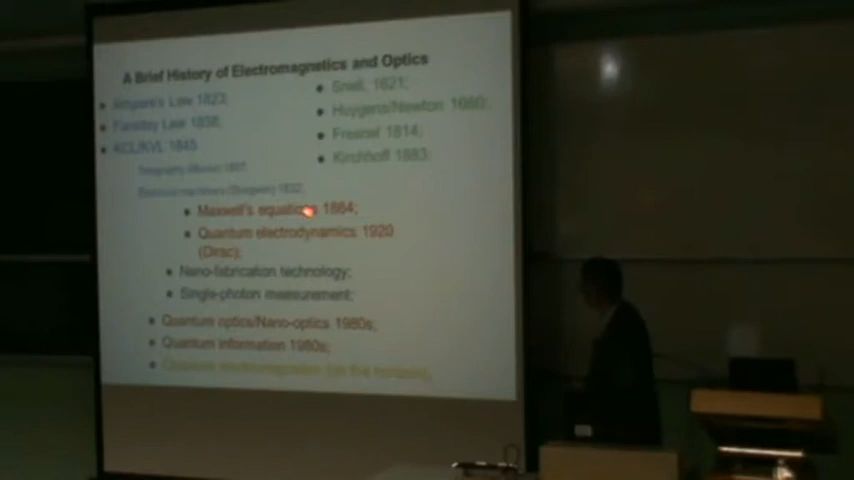 A Brief History of Electromagnetics and Optics
• Ampere's Law 1823;
• Faraday Law 1838;
• KCL/KVL 1845
• Snell, 1621;
• Huygens/Newton 1660;
• Fresnel 1814;
• Kirchhoff 1883;
• Maxwell's equations 1864;
• Quantum electrodynamics 1920
(Dirac);
• Nano-fabrication technology;
• Single-photon measurement;
• Quantum optics/Nano-optics 1980s;
• Quantum information 1980s;